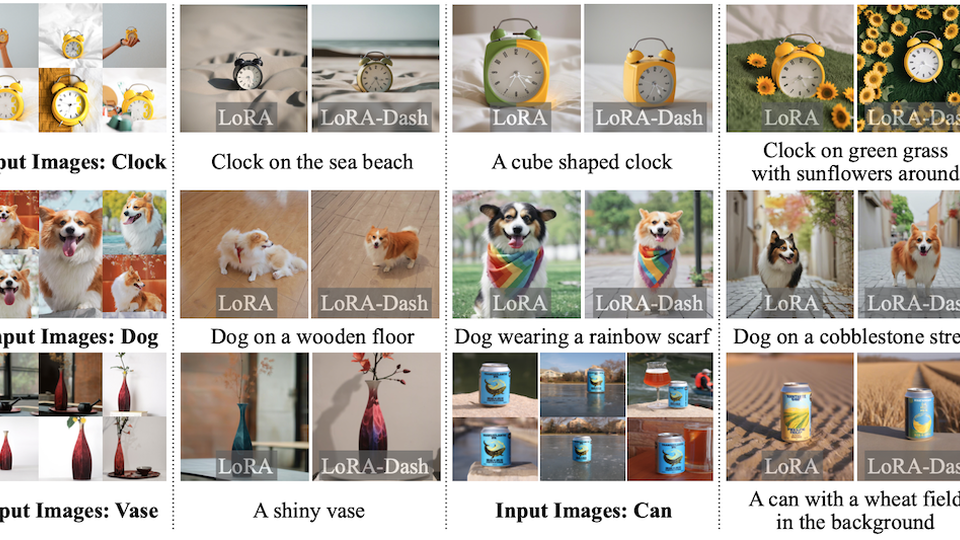 LoRA
LoRA-Dash
LoRA
LoRA-Dash
LoRA
LoRA-Das
put Images: Clock
Clock on the sea beach
A cube shaped clock
Clock on green grass
with sunflowers around
LoRA
LoRA-Dash
LoRA
LoRA-Dash
LoRA
LoRA-Das
nput Images: Dog
Dog on a wooden floor
Dog wearing a rainbow scarf
Dog on a cobblestone stre
LoRA
LoRA-Dash
LoRA
LoRA-Das
put Images: Vase
A shiny vase
Input Images: Can
A can with a wheat field
in the background